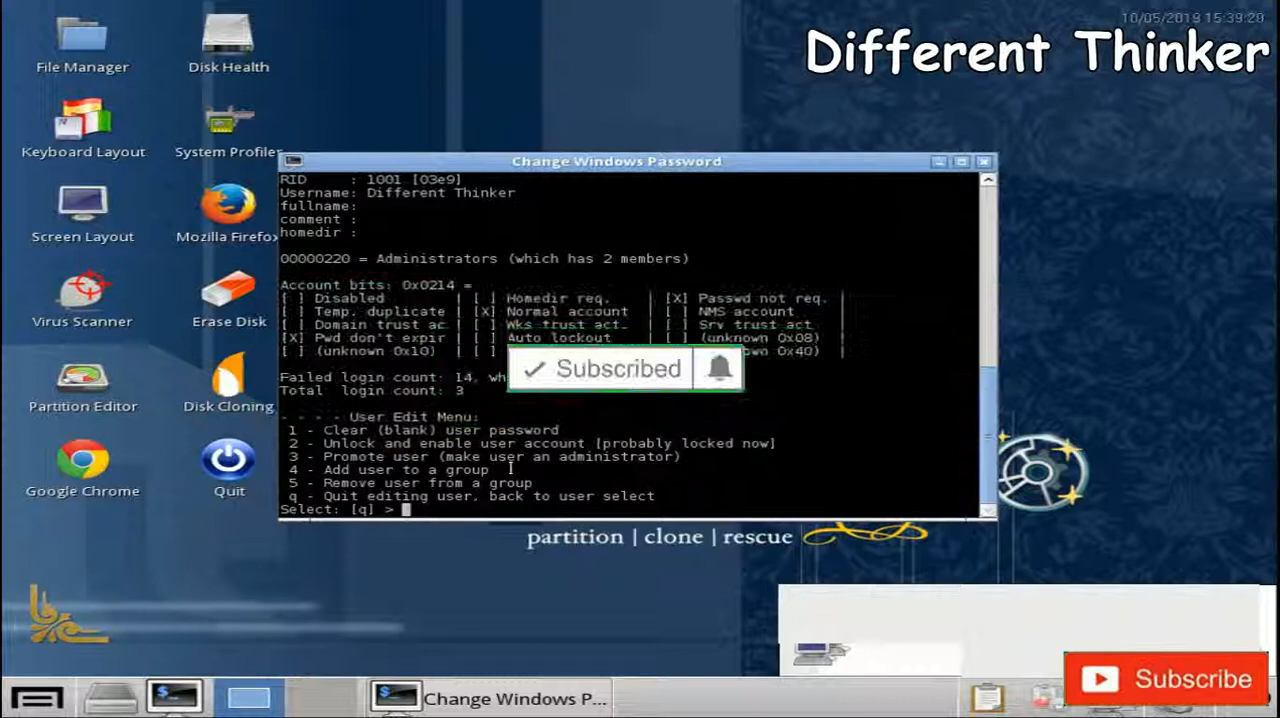 10/05/2019 15:39:20
Different Thinker
File Manager
Disk Health
Keyboard Layout
System Profiler
Screen Layout
Mozilla Firefox
Virus Scanner
Erase Disk
Partition Editor
Disk Cloning
Google Chrome
Quit
Change Windows Password
RID : 1001 [03e9]
Username: Different Thinker
fullname:
comment :
homedir :
00000220 = Administrators (which has 2 members)
Account bits: 0x0214 =
[ ] Disabled | [ ] Homedir req. | [X] Passwd not req. |
[ ] Temp. duplicate | [X] Normal account | [ ] NMS account |
[ ] Domain trust ac | [ ] Wks trust act. | [ ] Srv trust act |
[X] Pwd don't expir | [ ] Auto lockout | [ ] (unknown 0x08) |
[ ] (unknown 0x10) | [ ] own 0x40) |
Failed login count: 14, wh
Total login count: 3
Subscribed
- - - - User Edit Menu:
1 - Clear (blank) user password
2 - Unlock and enable user account [probably locked now]
3 - Promote user (make user an administrator)
4 - Add user to a group
5 - Remove user from a group
q - Quit editing user, back to user select
Select: [q] >
partition | clone | rescue
Change Windows P...
Subscribe